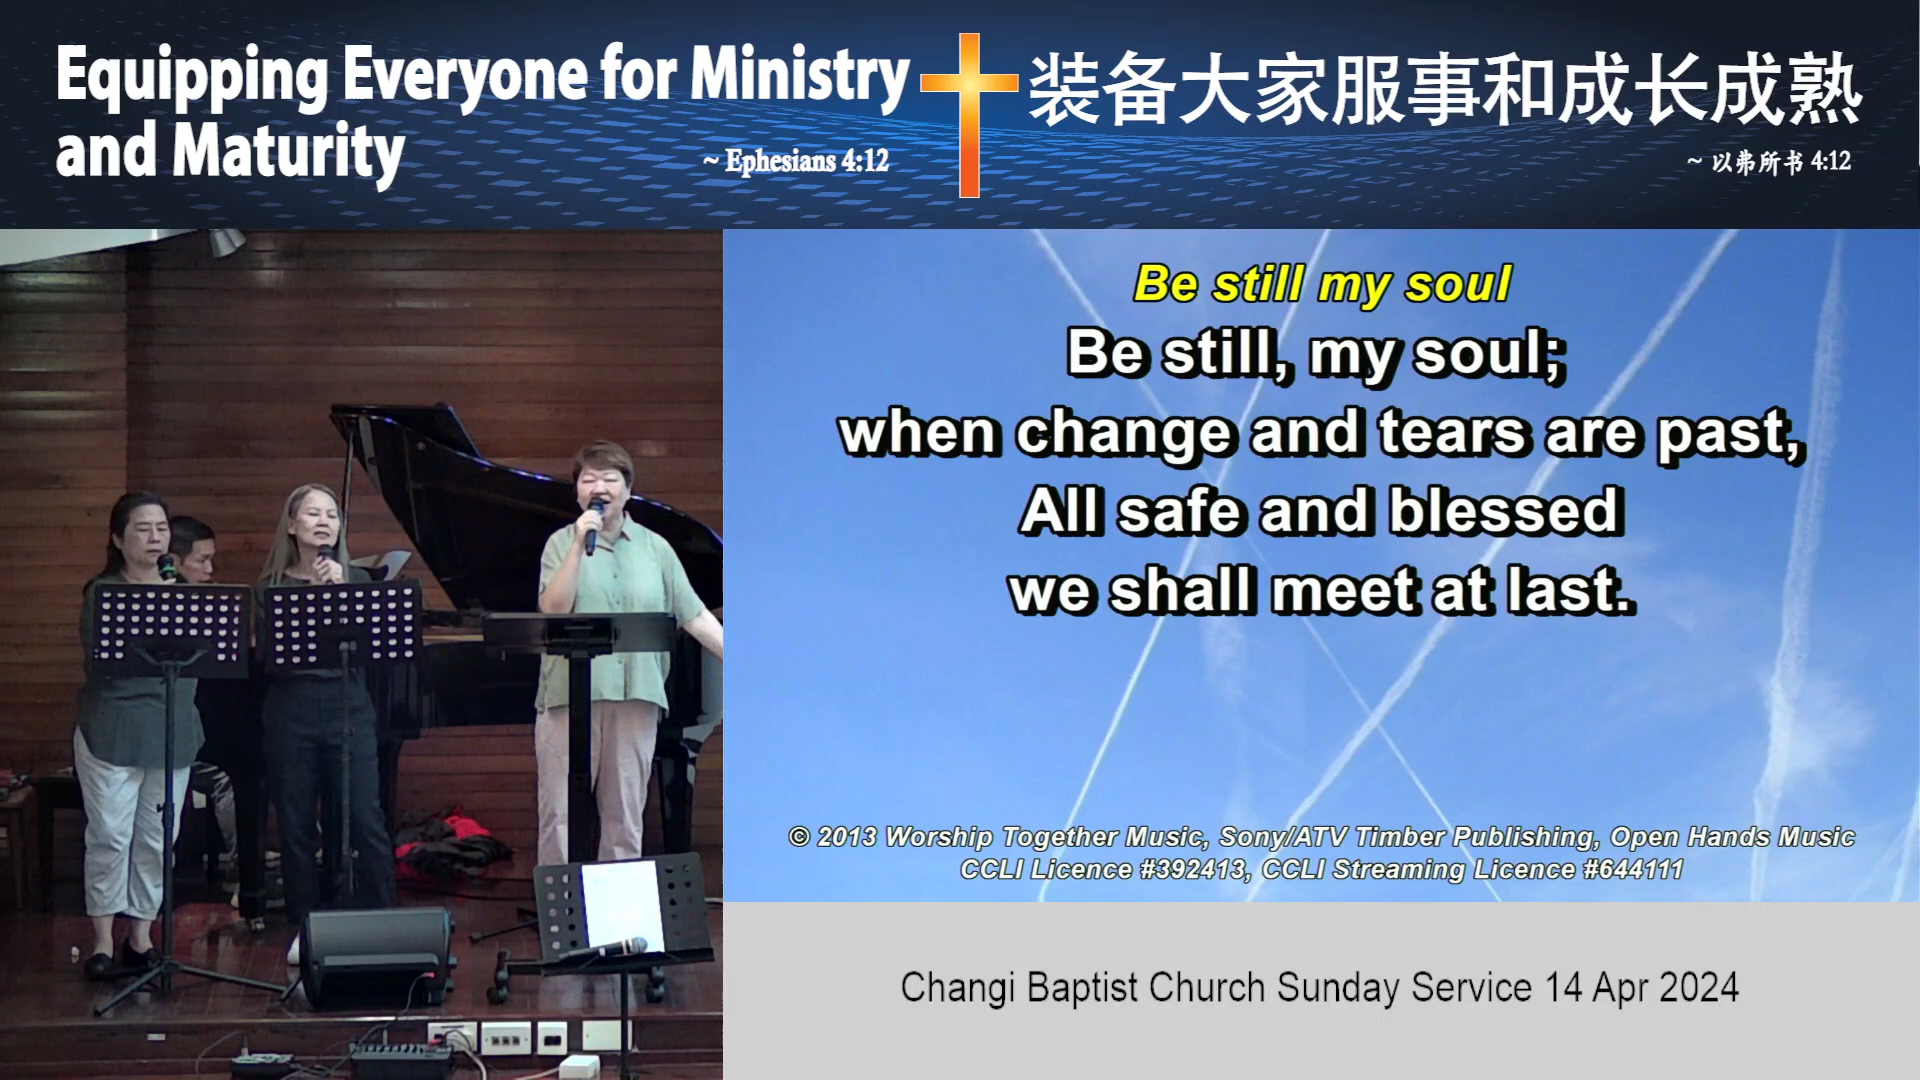 Equipping Everyone for Ministry
and Maturity
~ Ephesians 4:12
装备大家服事和成长成熟
~ 以弗所书 4:12
Be still my soul
Be still, my soul;
when change and tears are past,
All safe and blessed
we shall meet at last.
© 2013 Worship Together Music, Sony/ATV Timber Publishing, Open Hands Music
CCLI Licence #392413, CCLI Streaming Licence #644111
Changi Baptist Church Sunday Service 14 Apr 2024